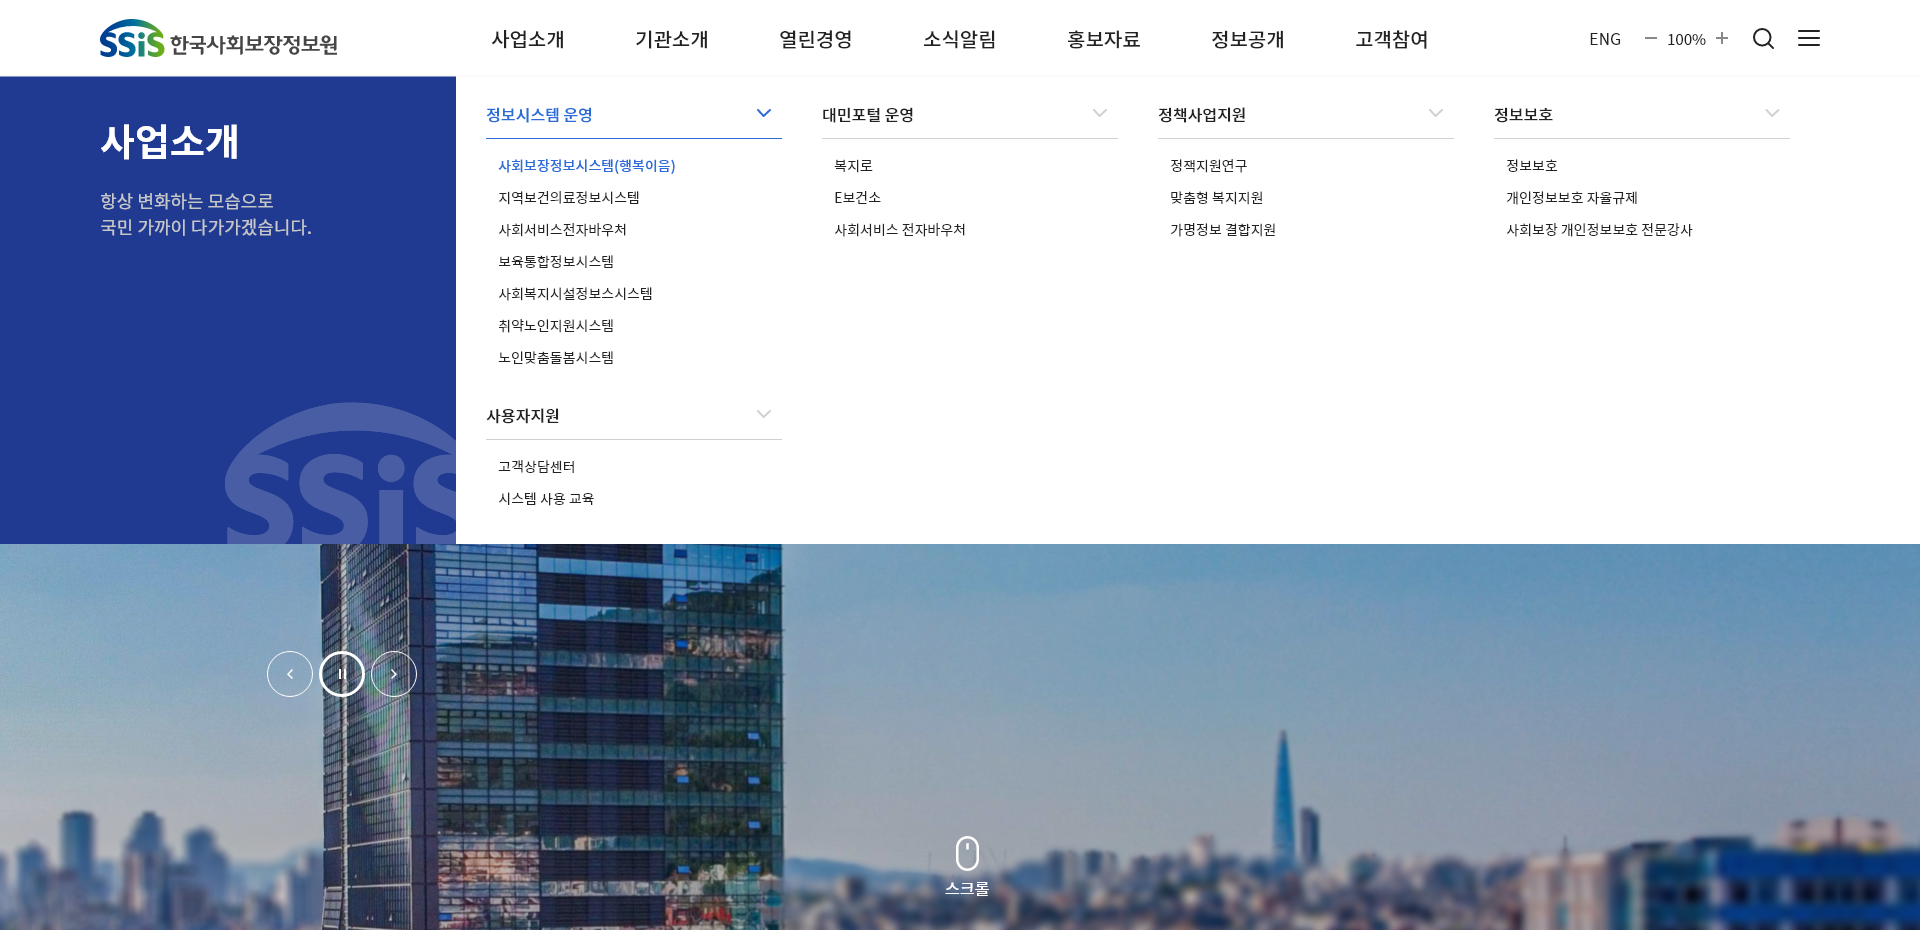 SSiS 한국사회보장정보원
사업소개 기관소개 열린경영 소식알림 홍보자료 정보공개 고객참여
ENG 100%
사업소개
항상 변화하는 모습으로
국민 가까이 다가가겠습니다.
SSiS
정보시스템 운영
사회보장정보시스템(행복이음)
지역보건의료정보시스템
사회서비스전자바우처
보육통합정보시스템
사회복지시설정보스시스템
취약노인지원시스템
노인맞춤돌봄시스템
대민포털 운영
복지로
E보건소
사회서비스 전자바우처
정책사업지원
정잭지원연구
맞춤형 복지지원
가명정보 결합지원
정보보호
정보보호
개인정보보호 자율규제
사회보장 개인정보보호 전문강사
사용자지원
고객상담센터
시스템 사용 교육
스크롤